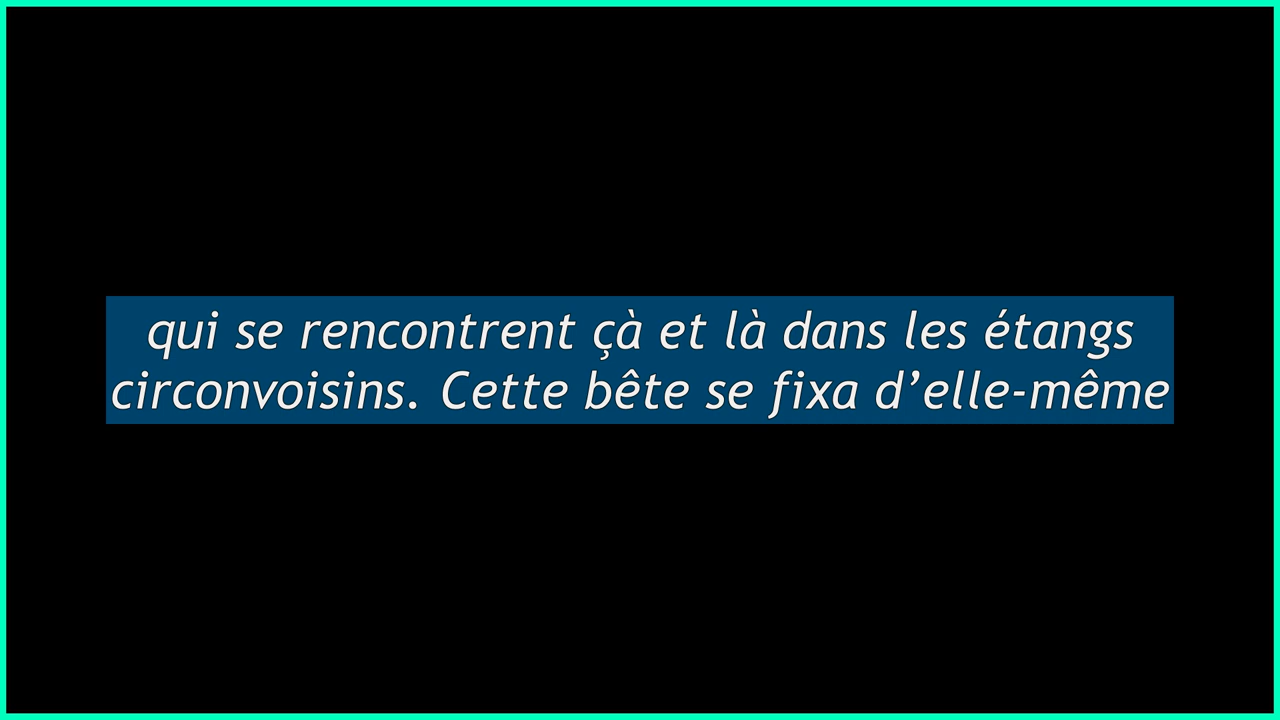 qui se rencontrent çà et là dans les étangs
circonvoisins. Cette bête se fixa d’elle-même